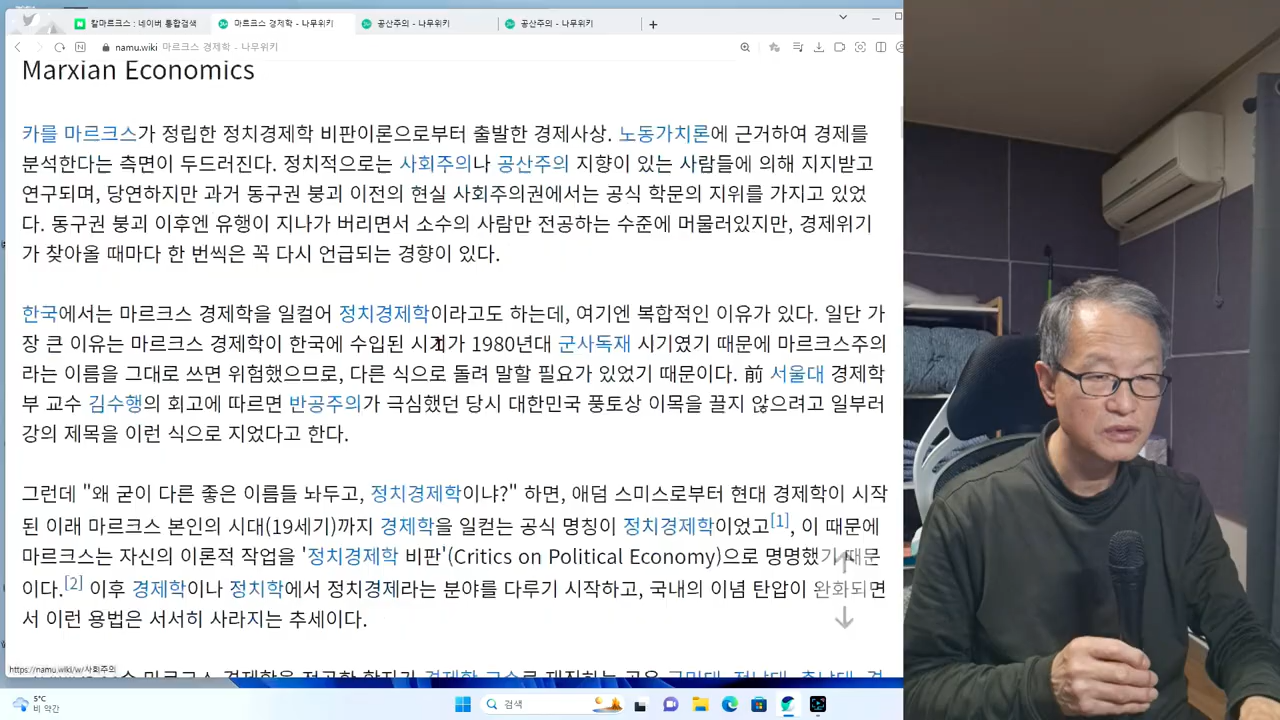 칼마르크스 : 네이버 통합검색
마르크스 경제학 - 나무위키
공산주의 - 나무위키
공산주의 - 나무위키
namu.wiki 마르크스 경제학 - 나무위키
Marxian Economics
카를 마르크스가 정립한 정치경제학 비판이론으로부터 출발한 경제사상. 노동가치론에 근거하여 경제를
분석한다는 측면이 두드러진다. 정치적으로는 사회주의나 공산주의 지향이 있는 사람들에 의해 지지받고
연구되며, 당연하지만 과거 동구권 붕괴 이전의 현실 사회주의권에서는 공식 학문의 지위를 가지고 있었
다. 동구권 붕괴 이후엔 유행이 지나가 버리면서 소수의 사람만 전공하는 수준에 머물러있지만, 경제위기
가 찾아올 때마다 한 번씩은 꼭 다시 언급되는 경향이 있다.
한국에서는 마르크스 경제학을 일컬어 정치경제학이라고도 하는데, 여기엔 복합적인 이유가 있다. 일단 가
장 큰 이유는 마르크스 경제학이 한국에 수입된 시기가 1980년대 군사독재 시기였기 때문에 마르크스주의
라는 이름을 그대로 쓰면 위험했으므로, 다른 식으로 돌려 말할 필요가 있었기 때문이다. 前 서울대 경제학
부 교수 김수행의 회고에 따르면 반공주의가 극심했던 당시 대한민국 풍토상 이목을 끌지 않으려고 일부러
강의 제목을 이런 식으로 지었다고 한다.
그런데 "왜 굳이 다른 좋은 이름들 놔두고, 정치경제학이냐?" 하면, 애덤 스미스로부터 현대 경제학이 시작
된 이래 마르크스 본인의 시대(19세기)까지 경제학을 일컫는 공식 명칭이 정치경제학이었고[1], 이 때문에
마르크스는 자신의 이론적 작업을 '정치경제학 비판'(Critics on Political Economy)으로 명명했기 때문
이다.[2] 이후 경제학이나 정치학에서 정치경제라는 분야를 다루기 시작하고, 국내의 이념 탄압이 완화되면
서 이런 용법은 서서히 사라지는 추세이다.
마르크스 경제학을 전공한 학자가 경제학 교수로 재직하는 곳은
https://namu.wiki/w/사회주의
5°C
비 약간
검색